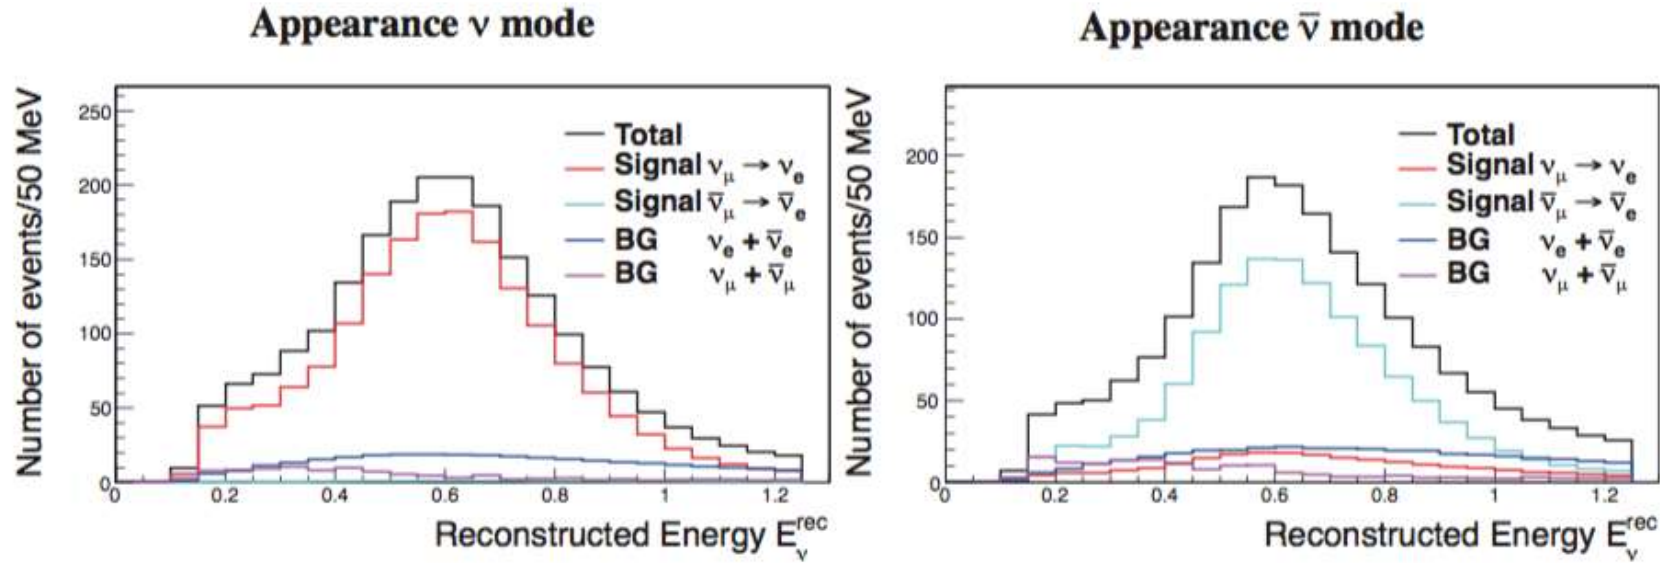 Appearance ν mode
Number of events/50 MeV
250
200
150
100
50
0
Total
Signal ν_μ → ν_e
Signal ν̅_μ → ν̅_e
BG ν_e + ν̅_e
BG ν_μ + ν̅_μ
0 0.2 0.4 0.6 0.8 1 1.2
Reconstructed Energy E_ν^rec
Appearance ν̅ mode
Number of events/50 MeV
200
150
100
50
0
Total
Signal ν_μ → ν_e
Signal ν̅_μ → ν̅_e
BG ν_e + ν̅_e
BG ν_μ + ν̅_μ
0 0.2 0.4 0.6 0.8 1 1.2
Reconstructed Energy E_ν^rec